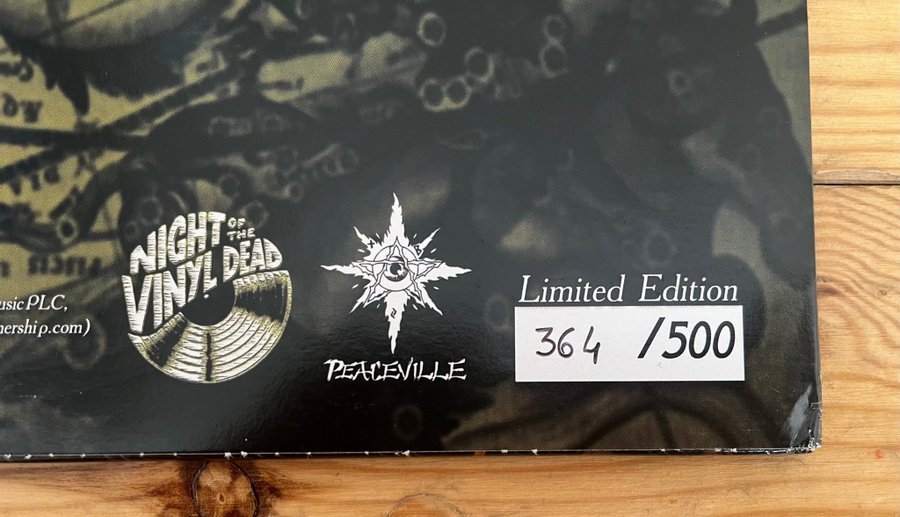 usic PLC,
nership.com)
NIGHT OF THE
VINYL DEAD
PEACEVILLE
Limited Edition
364 /500